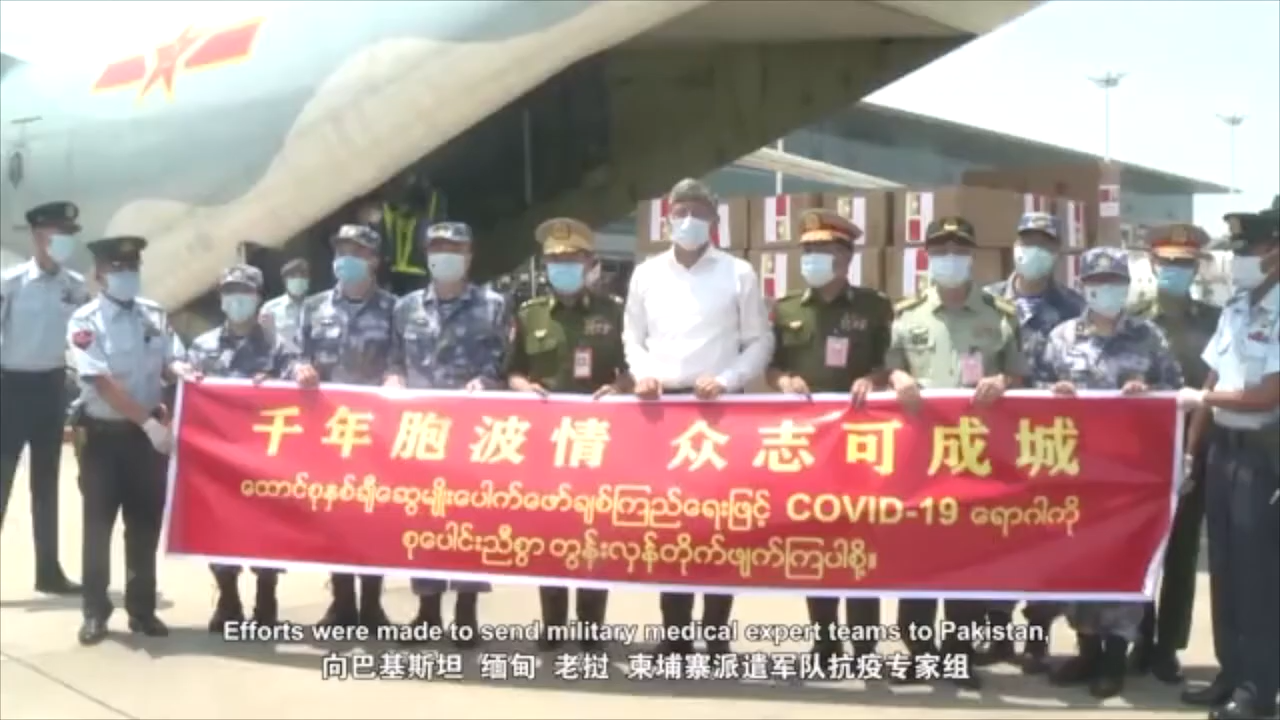 千年胞波情 众志可成城
ထောင်စုနှစ်ချီဆွေမျိုးပေါက်ဖော်ချစ်ကြည်ရေးဖြင့် COVID-19 ရောဂါကို
စုပေါင်းညီစွာ တွန်းလှန်တိုက်ဖျက်ကြပါစို့။
Efforts were made to send military medical expert teams to Pakistan,
向巴基斯坦 缅甸 老挝 柬埔寨派遣军队抗疫专家组